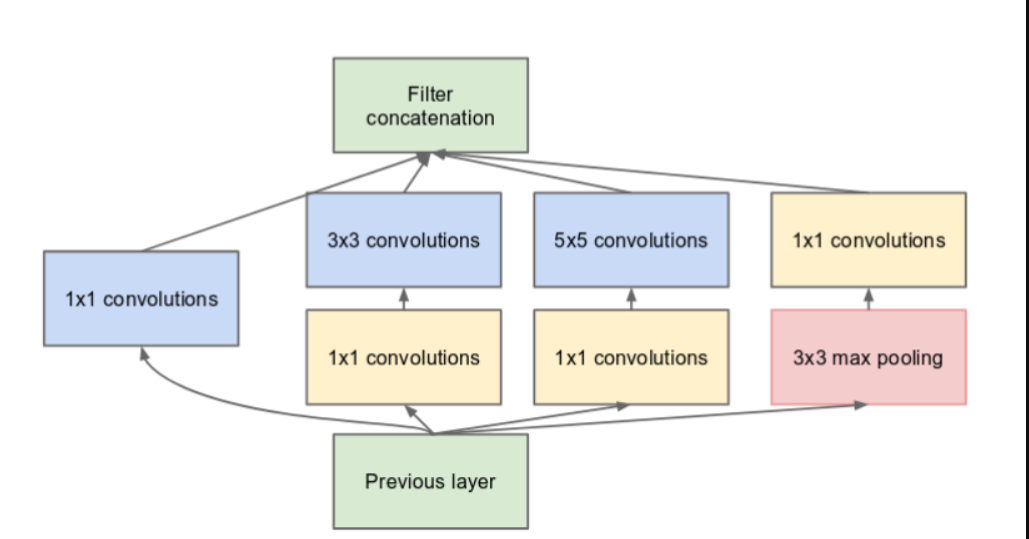 Filter
concatenation
3x3 convolutions
5x5 convolutions
1x1 convolutions
1x1 convolutions
1x1 convolutions
1x1 convolutions
3x3 max pooling
Previous layer